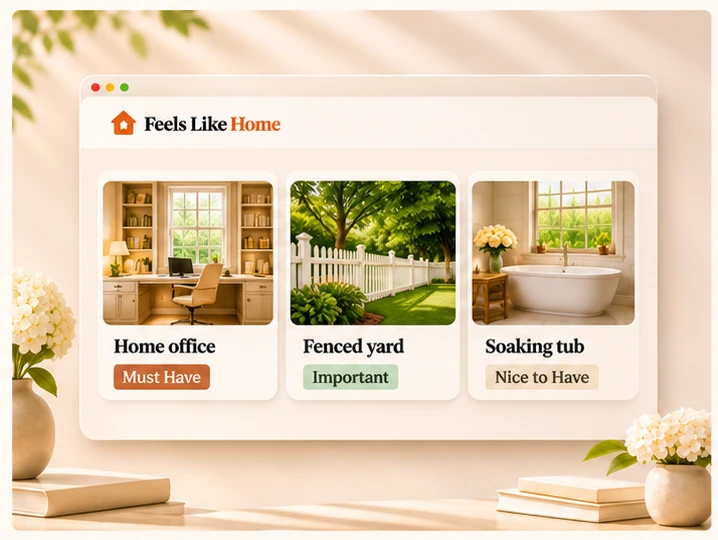 Feels Like Home
Home office
Must Have
Fenced yard
Important
Soaking tub
Nice to Have